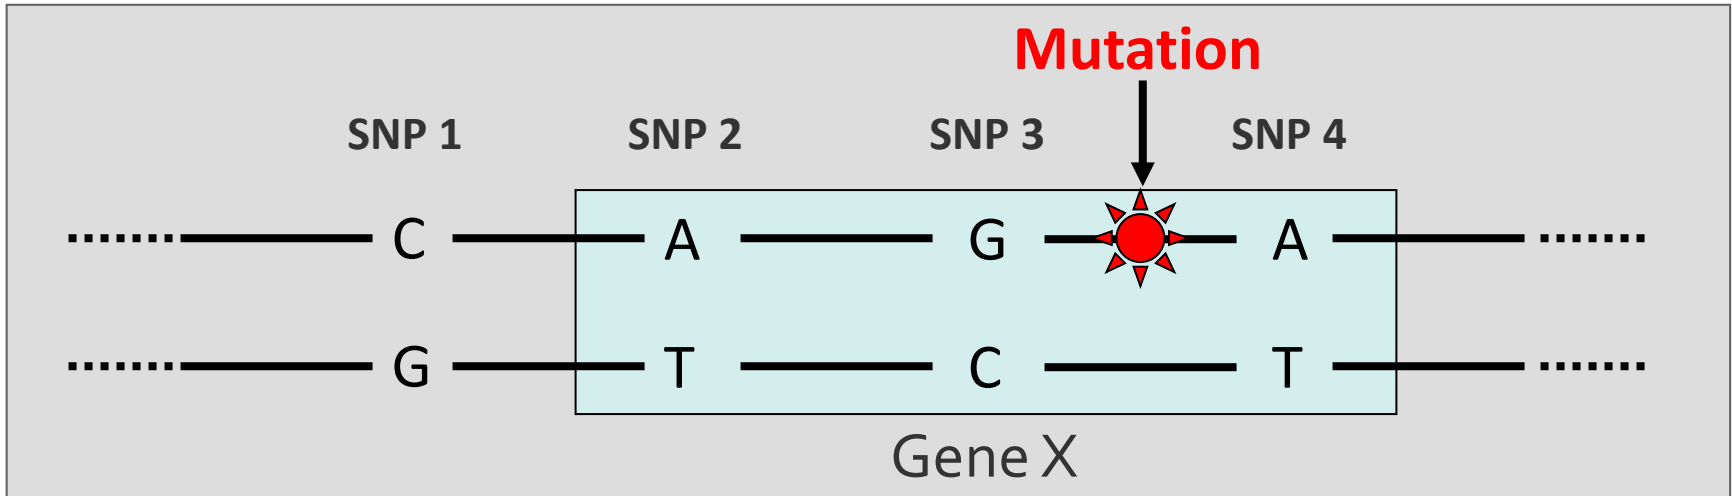 Mutation
SNP 1 SNP 2 SNP 3 SNP 4
C A G A
G T C T
Gene X